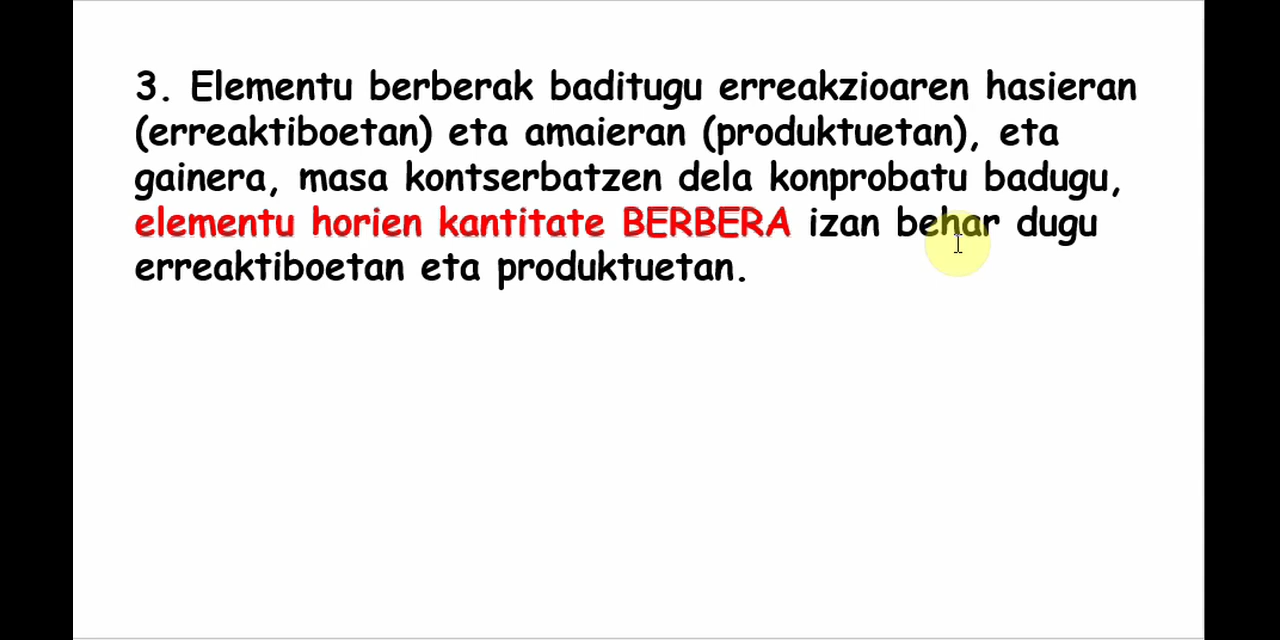 3. Elementu berberak baditugu erreakzioaren hasieran
(erreaktiboetan) eta amaieran (produktuetan), eta
gainera, masa kontserbatzen dela konprobatu badugu,
elementu horien kantitate BERBERA izan behar dugu
erreaktiboetan eta produktuetan.